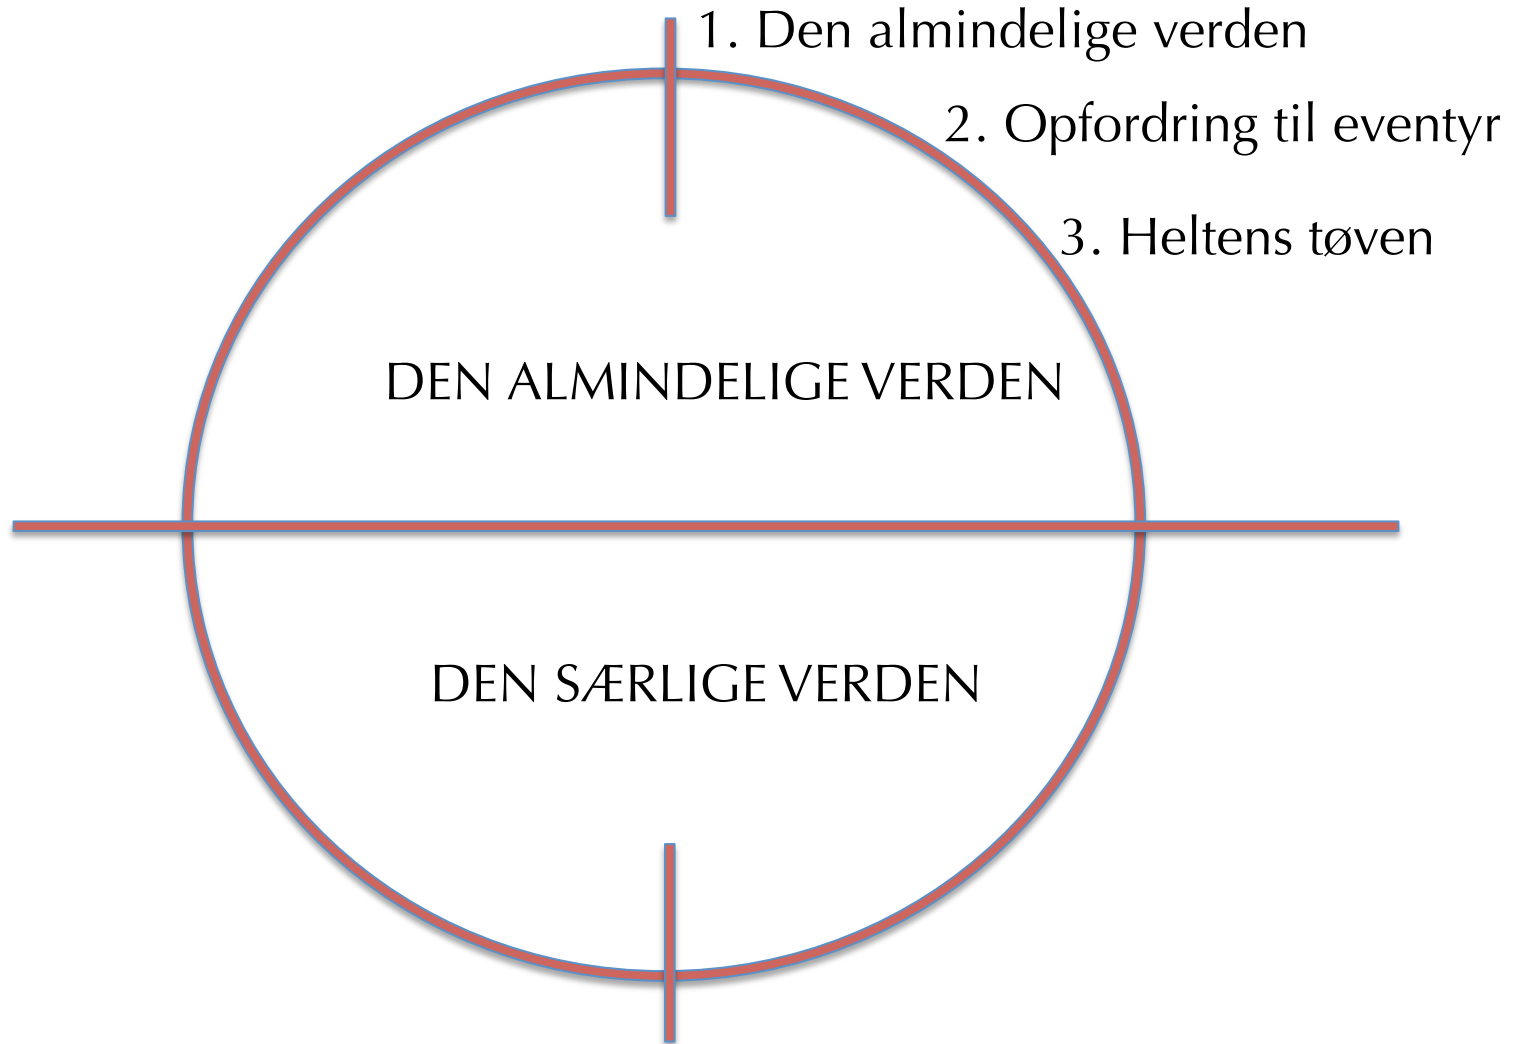 1. Den almindelige verden
2. Opfordring til eventyr
3. Heltens tøven
DEN ALMINDELIGE VERDEN
DEN SÆRLIGE VERDEN